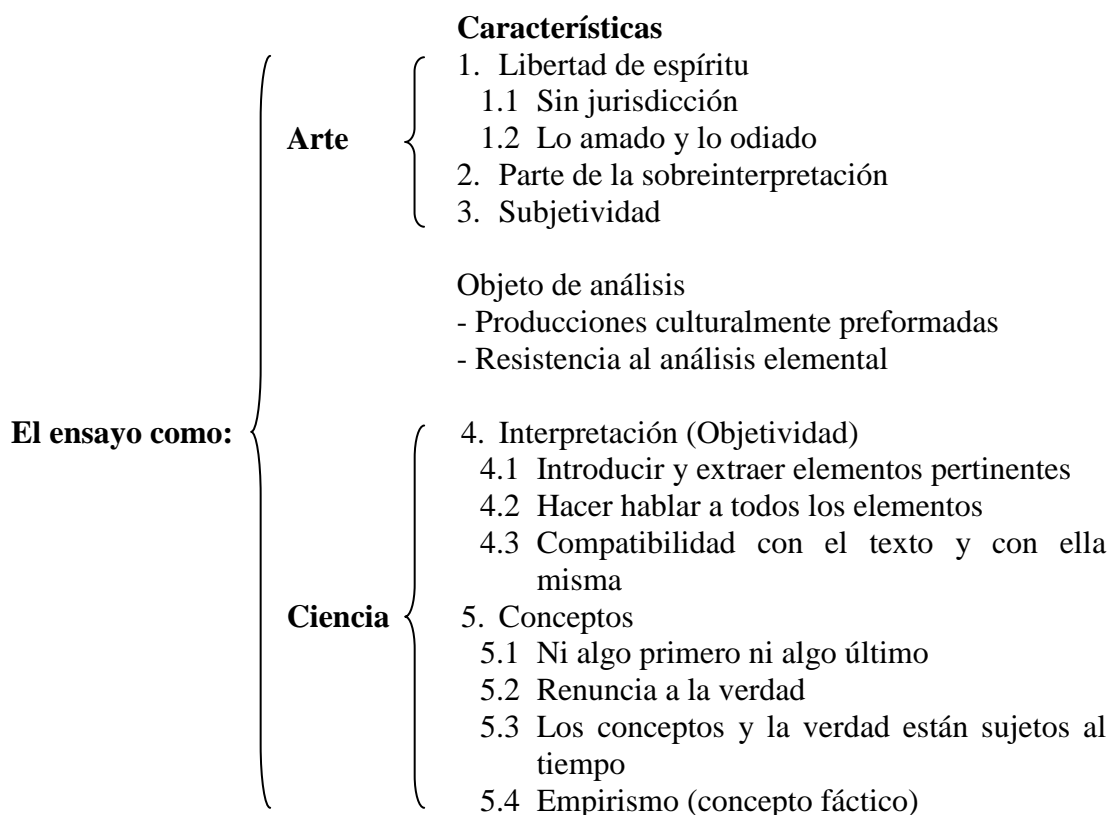 Características
1. Libertad de espíritu
1.1 Sin jurisdicción
Arte
1.2 Lo amado y lo odiado
2. Parte de la sobreinterpretación
3. Subjetividad
Objeto de análisis
- Producciones culturalmente preformadas
- Resistencia al análisis elemental
El ensayo como:
4. Interpretación (Objetividad)
4.1 Introducir y extraer elementos pertinentes
4.2 Hacer hablar a todos los elementos
4.3 Compatibilidad con el texto y con ella
misma
Ciencia
5. Conceptos
5.1 Ni algo primero ni algo último
5.2 Renuncia a la verdad
5.3 Los conceptos y la verdad están sujetos al
tiempo
5.4 Empirismo (concepto fáctico)